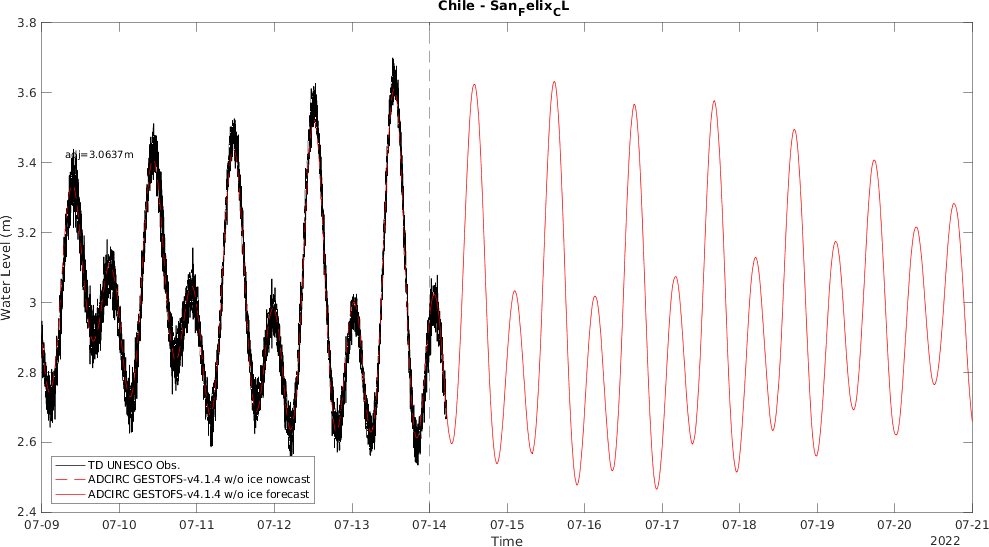 Chile - San_Felix_CL
3.8
3.6
3.4
3.2
3
2.8
2.6
2.4
Water Level (m)
adj=3.0637m
TD UNESCO Obs.
ADCIRC GESTOFS-v4.1.4 w/o ice nowcast
ADCIRC GESTOFS-v4.1.4 w/o ice forecast
07-09 07-10 07-11 07-12 07-13 07-14 07-15 07-16 07-17 07-18 07-19 07-20 07-21
Time
2022